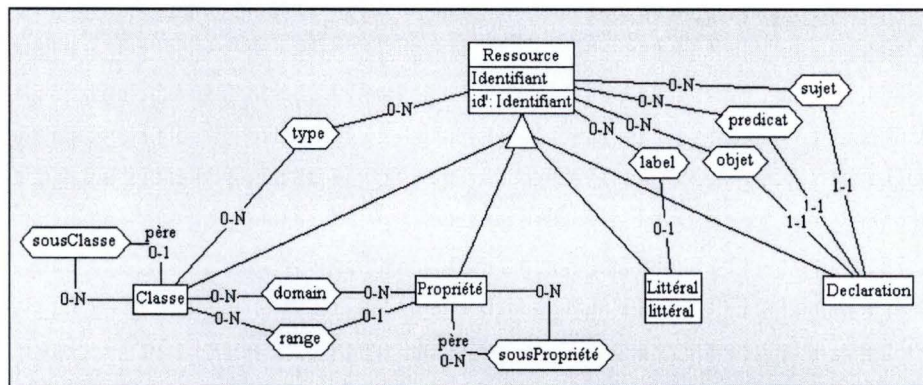 Ressource
Identifiant
id': Identifiant
0-N
sujet
0-N
predicat
0-N
type
0-N
0-N
label
objet
0-N
0-1
1-1
1-1
1-1
sousClasse
père
0-1
0-N
Classe
0-N
domain
0-N
Propriété
0-N
0-N
range
0-1
père
0-N
sousPropriété
Littéral
littéral
Declaration